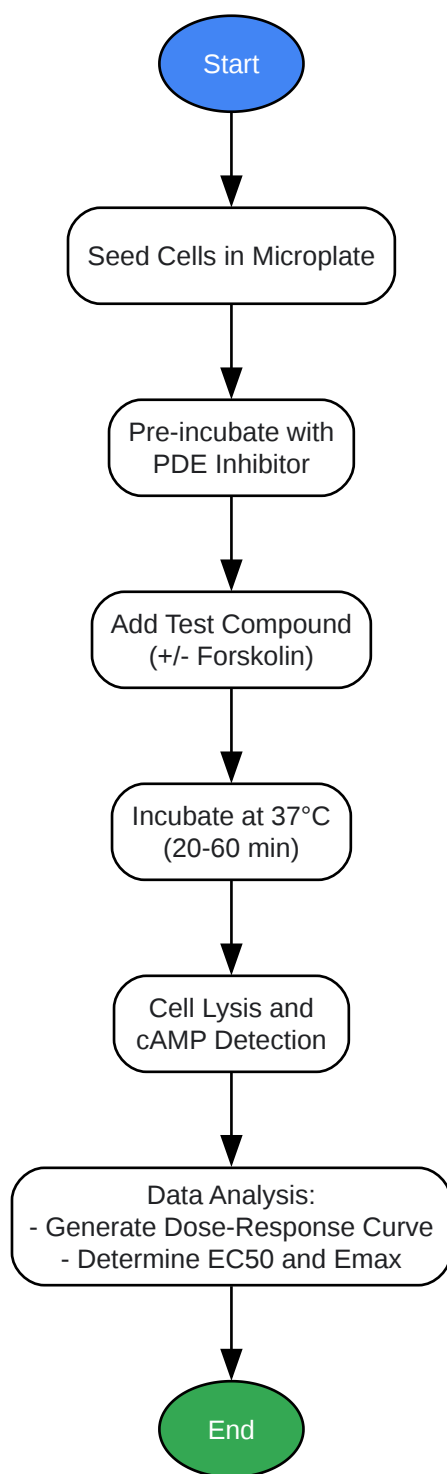 Start
Seed Cells in Microplate
Pre-incubate with
PDE Inhibitor
Add Test Compound
(+/- Forskolin)
Incubate at 37°C
(20-60 min)
Cell Lysis and
cAMP Detection
Data Analysis:
- Generate Dose-Response Curve
- Determine EC50 and Emax
End